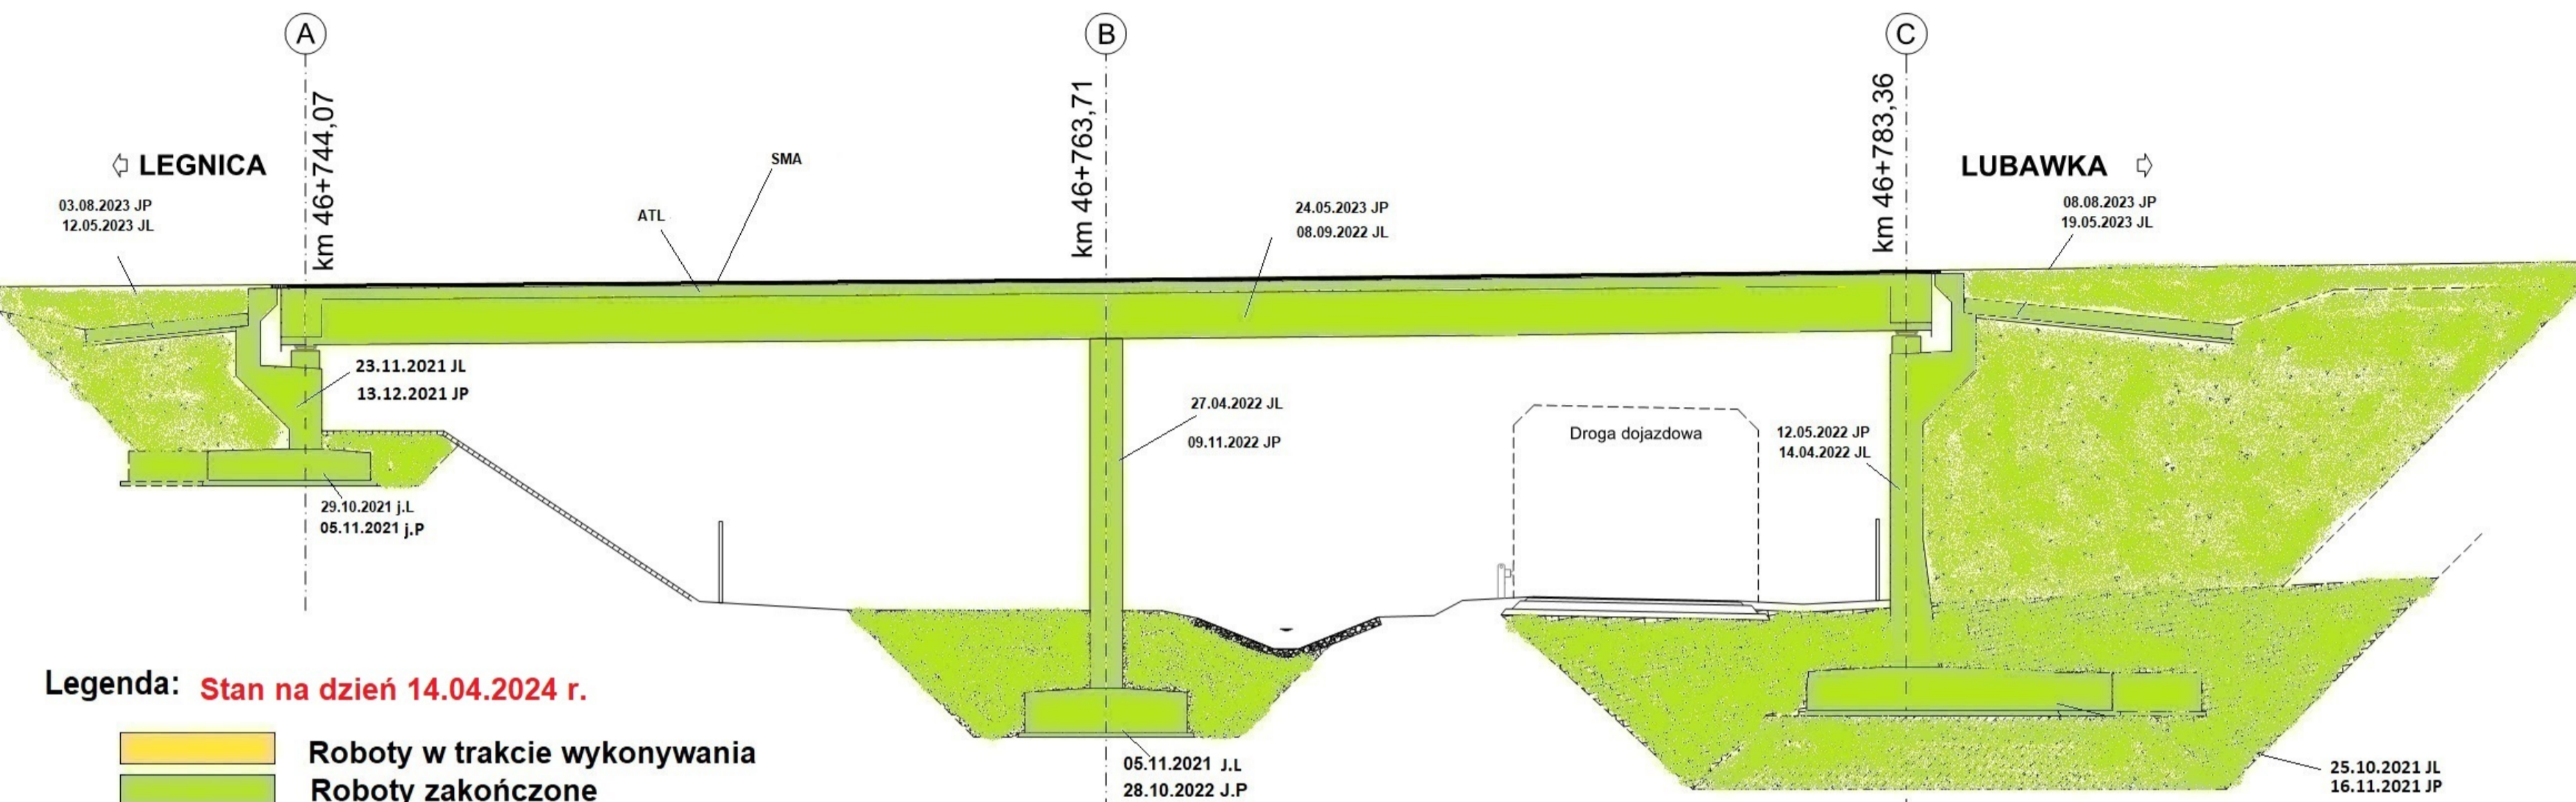 A
B
C
km 46+744,07
km 46+763,71
km 46+783,36
LEGNICA
LUBAWKA
03.08.2023 JP
12.05.2023 JL
SMA
ATL
24.05.2023 JP
08.09.2022 JL
08.08.2023 JP
19.05.2023 JL
23.11.2021 JL
13.12.2021 JP
27.04.2022 JL
09.11.2022 JP
Droga dojazdowa
12.05.2022 JP
14.04.2022 JL
29.10.2021 j.L
05.11.2021 j.P
Legenda: Stan na dzień 14.04.2024 r.
Roboty w trakcie wykonywania
Roboty zakończone
05.11.2021 J.L
28.10.2022 J.P
25.10.2021 JL
16.11.2021 JP